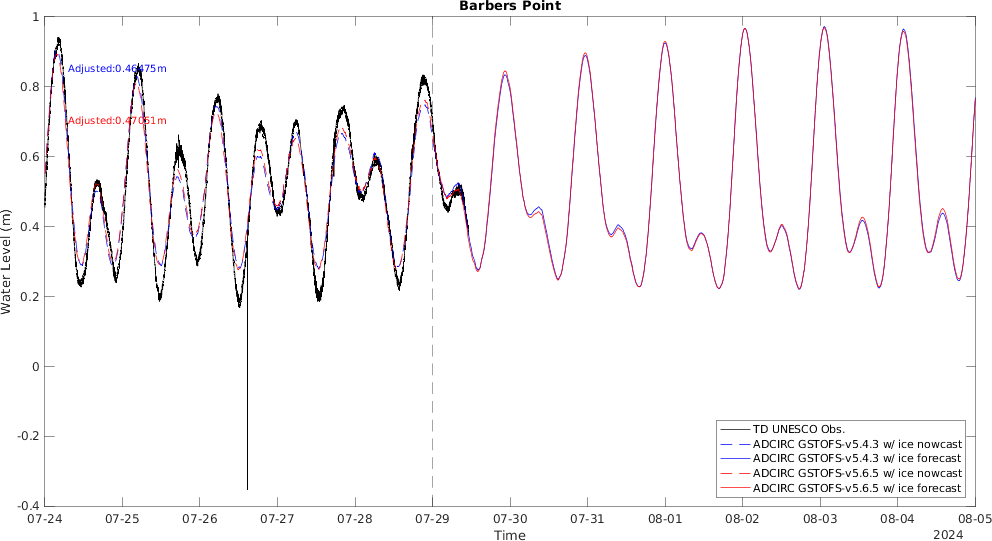 Barbers Point
1
0.8
0.6
0.4
0.2
0
-0.2
-0.4
Water Level (m)
Adjusted:0.46475m
Adjusted:0.47051m
TD UNESCO Obs.
ADCIRC GSTOFS-v5.4.3 w/ ice nowcast
ADCIRC GSTOFS-v5.4.3 w/ ice forecast
ADCIRC GSTOFS-v5.6.5 w/ ice nowcast
ADCIRC GSTOFS-v5.6.5 w/ ice forecast
07-24 07-25 07-26 07-27 07-28 07-29 07-30 07-31 08-01 08-02 08-03 08-04 08-05
Time
2024